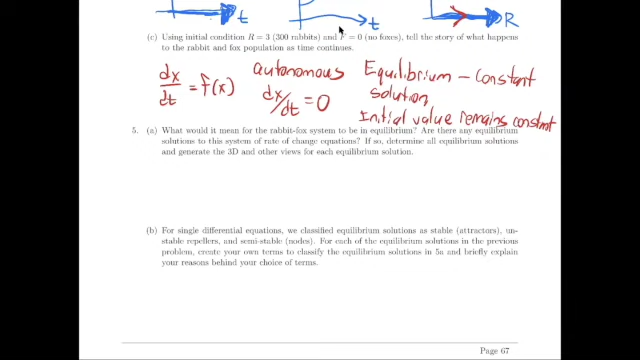 t
t
R
(c) Using initial condition R = 3 (300 rabbits) and F = 0 (no foxes), tell the story of what happens
to the rabbit and fox population as time continues.
dx/dt = f(x)
autonomous
dx/dt = 0
Equilibrium – Constant
solution
Initial value remains constant
5. (a) What would it mean for the rabbit-fox system to be in equilibrium? Are there any equilibrium
solutions to this system of rate of change equations? If so, determine all equilibrium solutions
and generate the 3D and other views for each equilibrium solution.
(b) For single differential equations, we classified equilibrium solutions as stable (attractors), un-
stable repellers, and semi-stable (nodes). For each of the equilibrium solutions in the previous
problem, create your own terms to classify the equilibrium solutions in 5a and briefly explain
your reasons behind your choice of terms.
Page 67